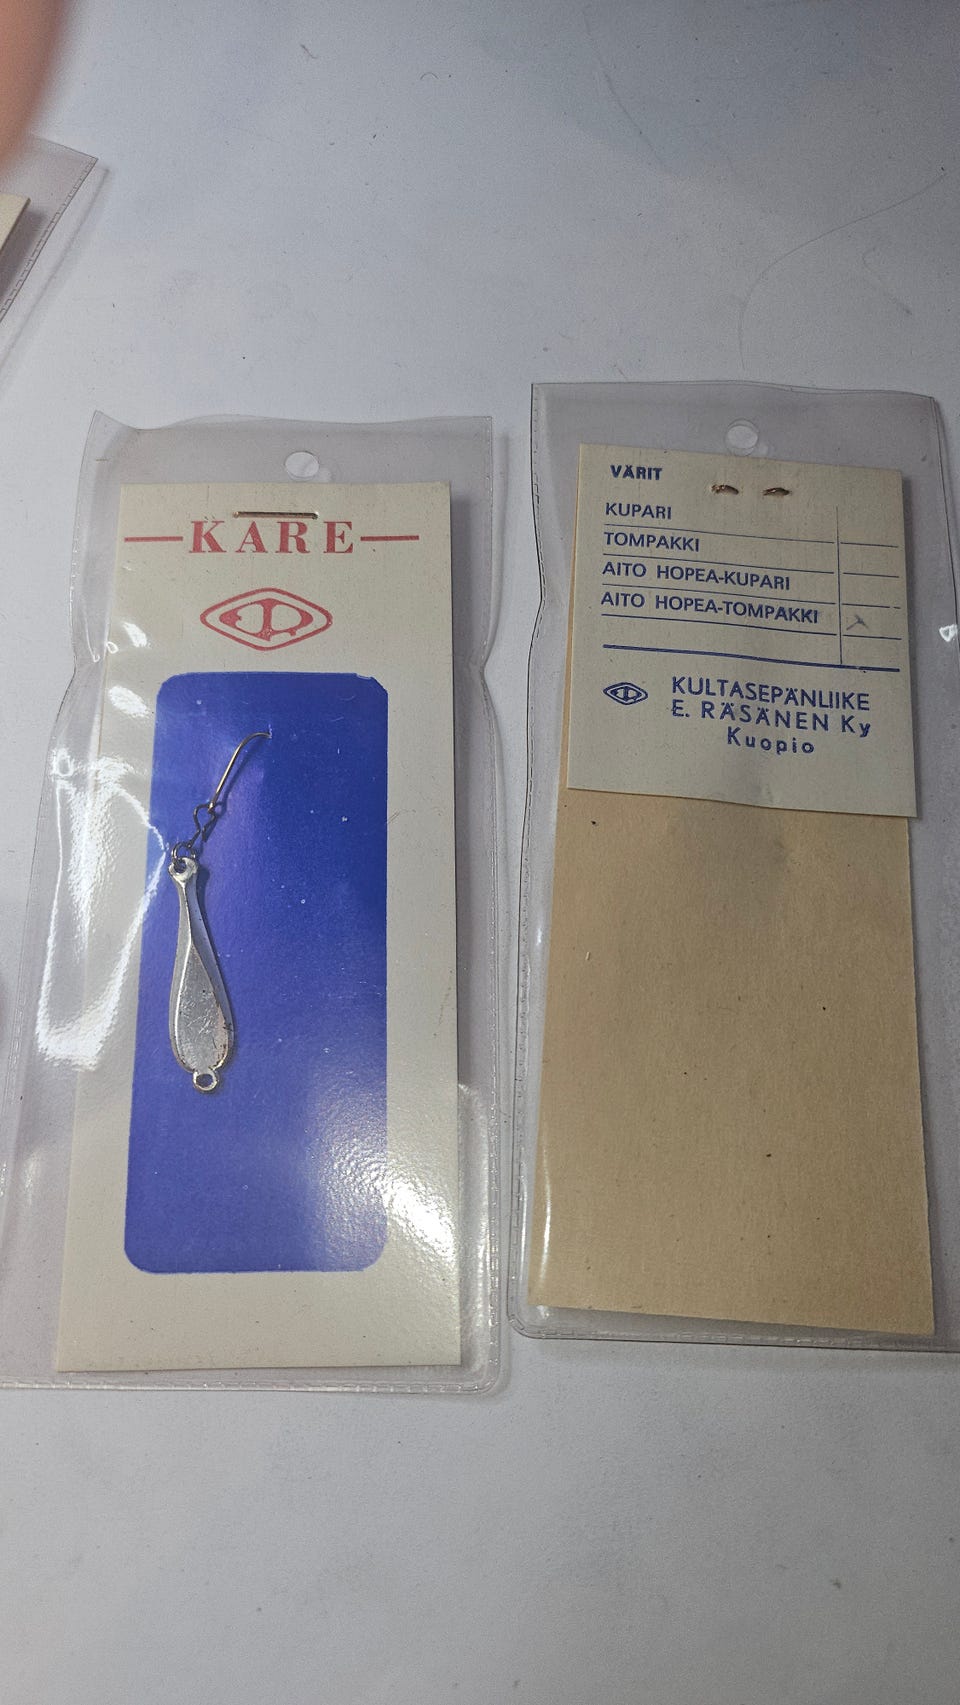 KARE
VÄRIT
KUPARI
TOMPAKKI
AITO HOPEA-KUPARI
AITO HOPEA-TOMPAKKI
KULTASEPÄNLIIKE
E. RÄSÄNEN Ky
Kuopio